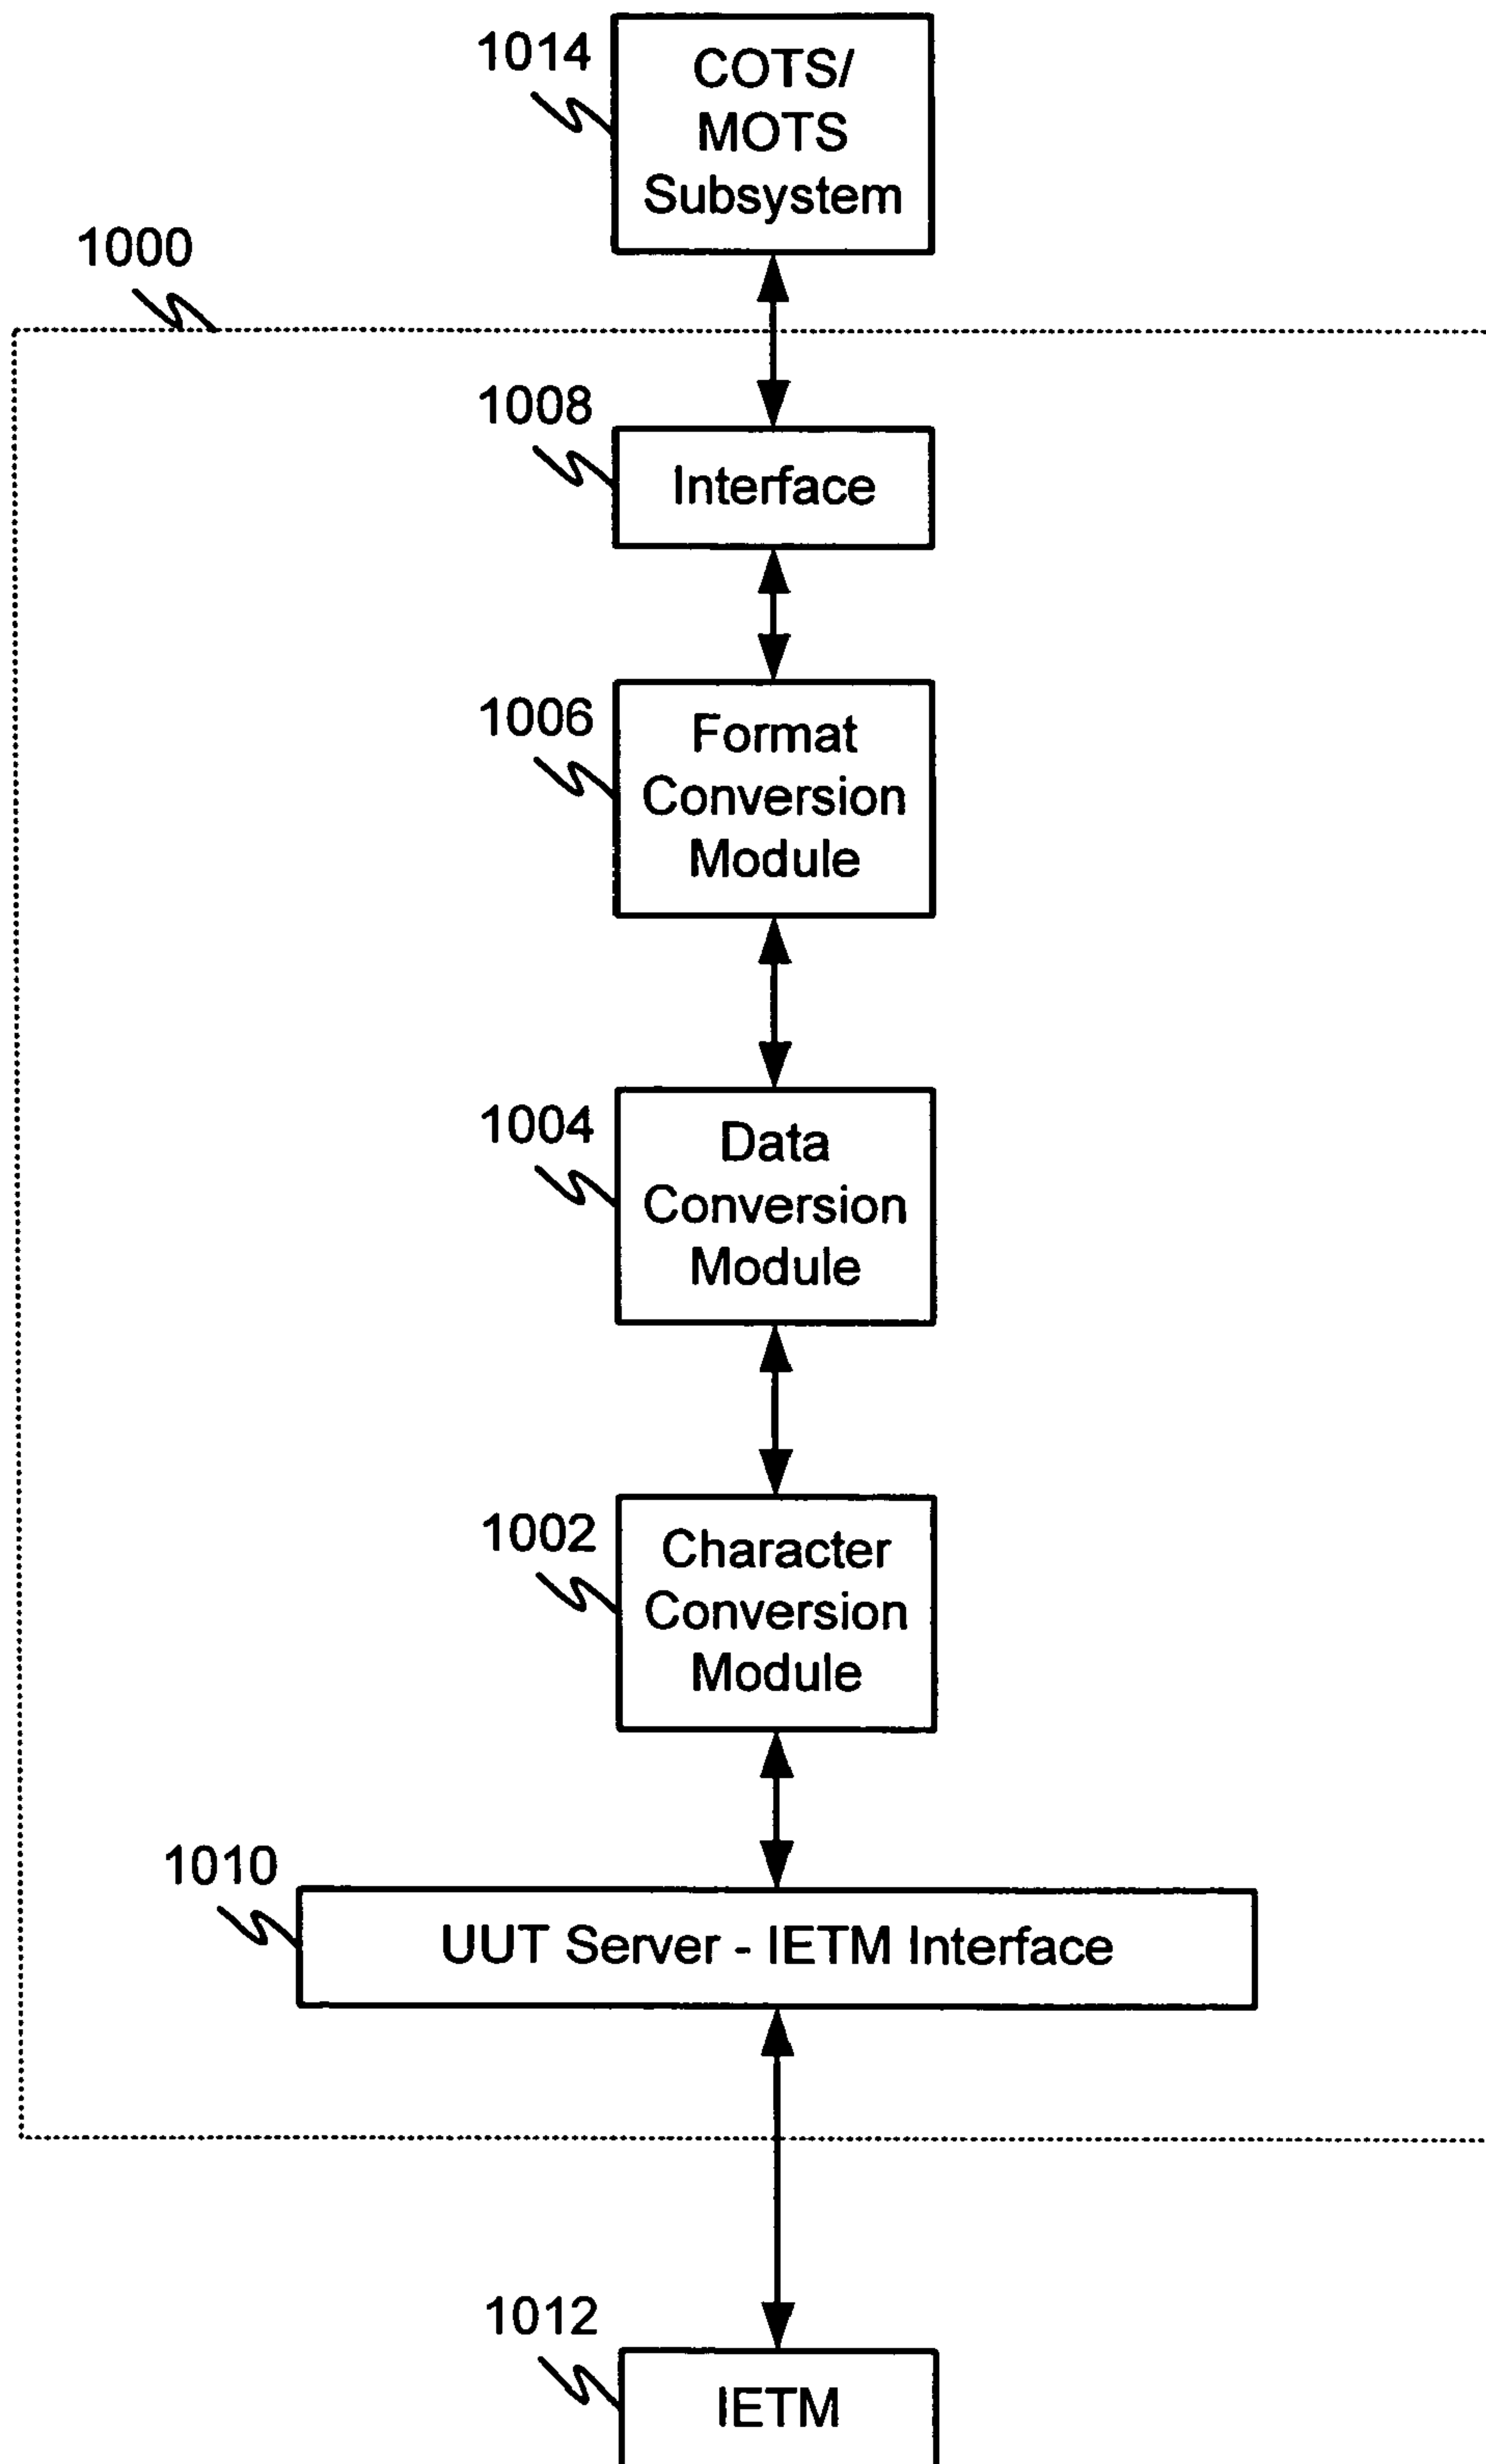 1014
COTS/
MOTS
Subsystem
1000
1008
Interface
1006
Format
Conversion
Module
1004
Data
Conversion
Module
1002
Character
Conversion
Module
1010
UUT Server - IETM Interface
1012
IETM